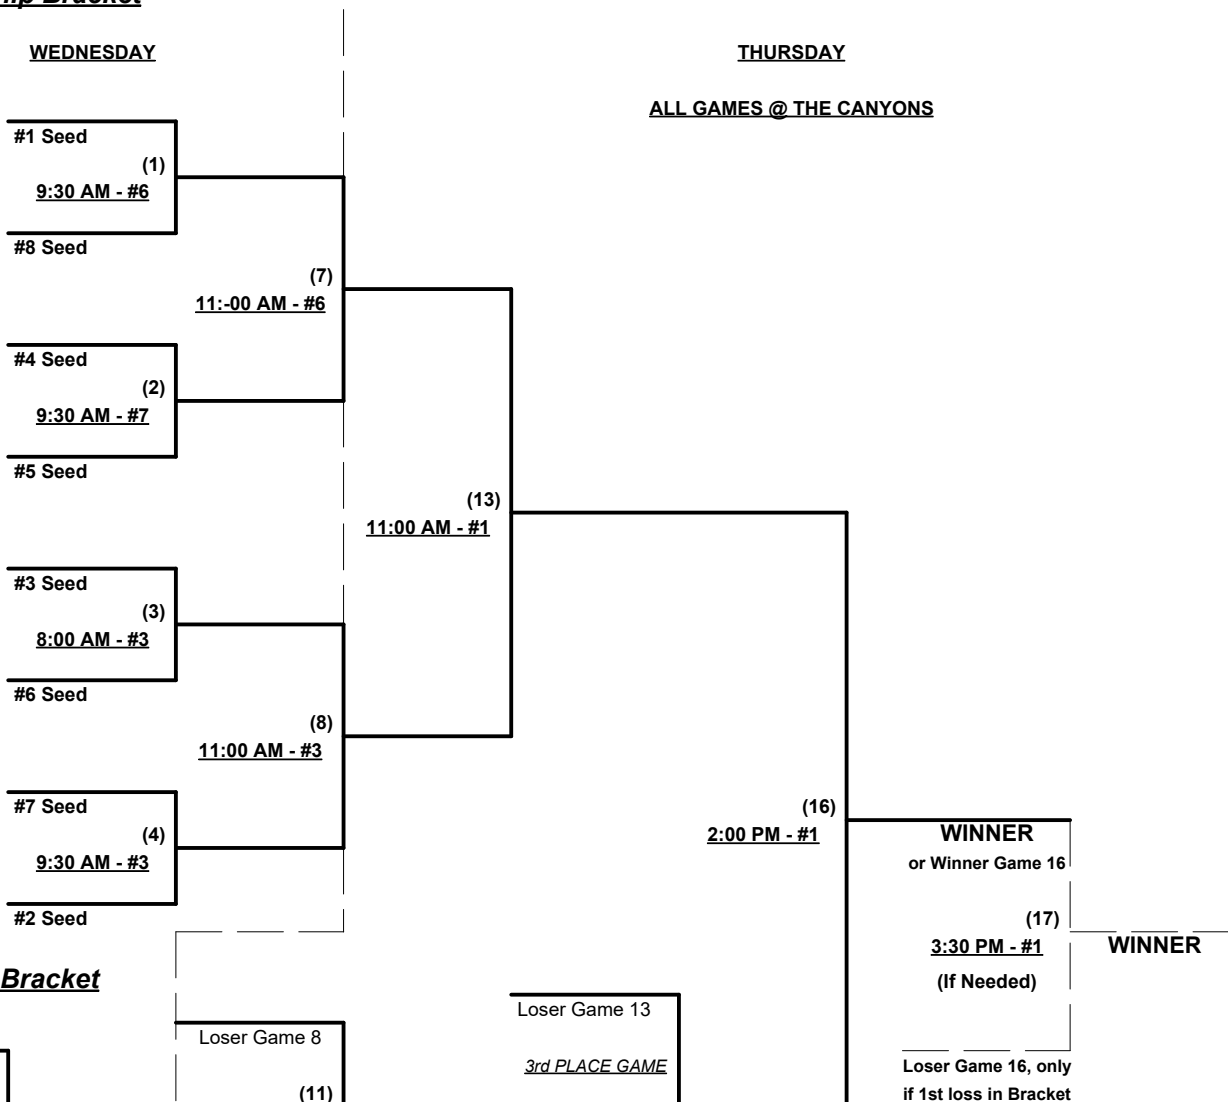 Bracket
WEDNESDAY
THURSDAY
ALL GAMES @ THE CANYONS
#1 Seed
(1)
9:30 AM - #6
#8 Seed
(7)
11:-00 AM - #6
#4 Seed
(2)
9:30 AM - #7
#5 Seed
(13)
11:00 AM - #1
#3 Seed
(3)
8:00 AM - #3
#6 Seed
(8)
11:00 AM - #3
#7 Seed
(4)
9:30 AM - #3
#2 Seed
(16)
2:00 PM - #1
WINNER
or Winner Game 16
(17)
3:30 PM - #1
(If Needed)
WINNER
Bracket
Loser Game 13
Loser Game 8
3rd PLACE GAME
(11)
Loser Game 16, only
if 1st loss in Bracket